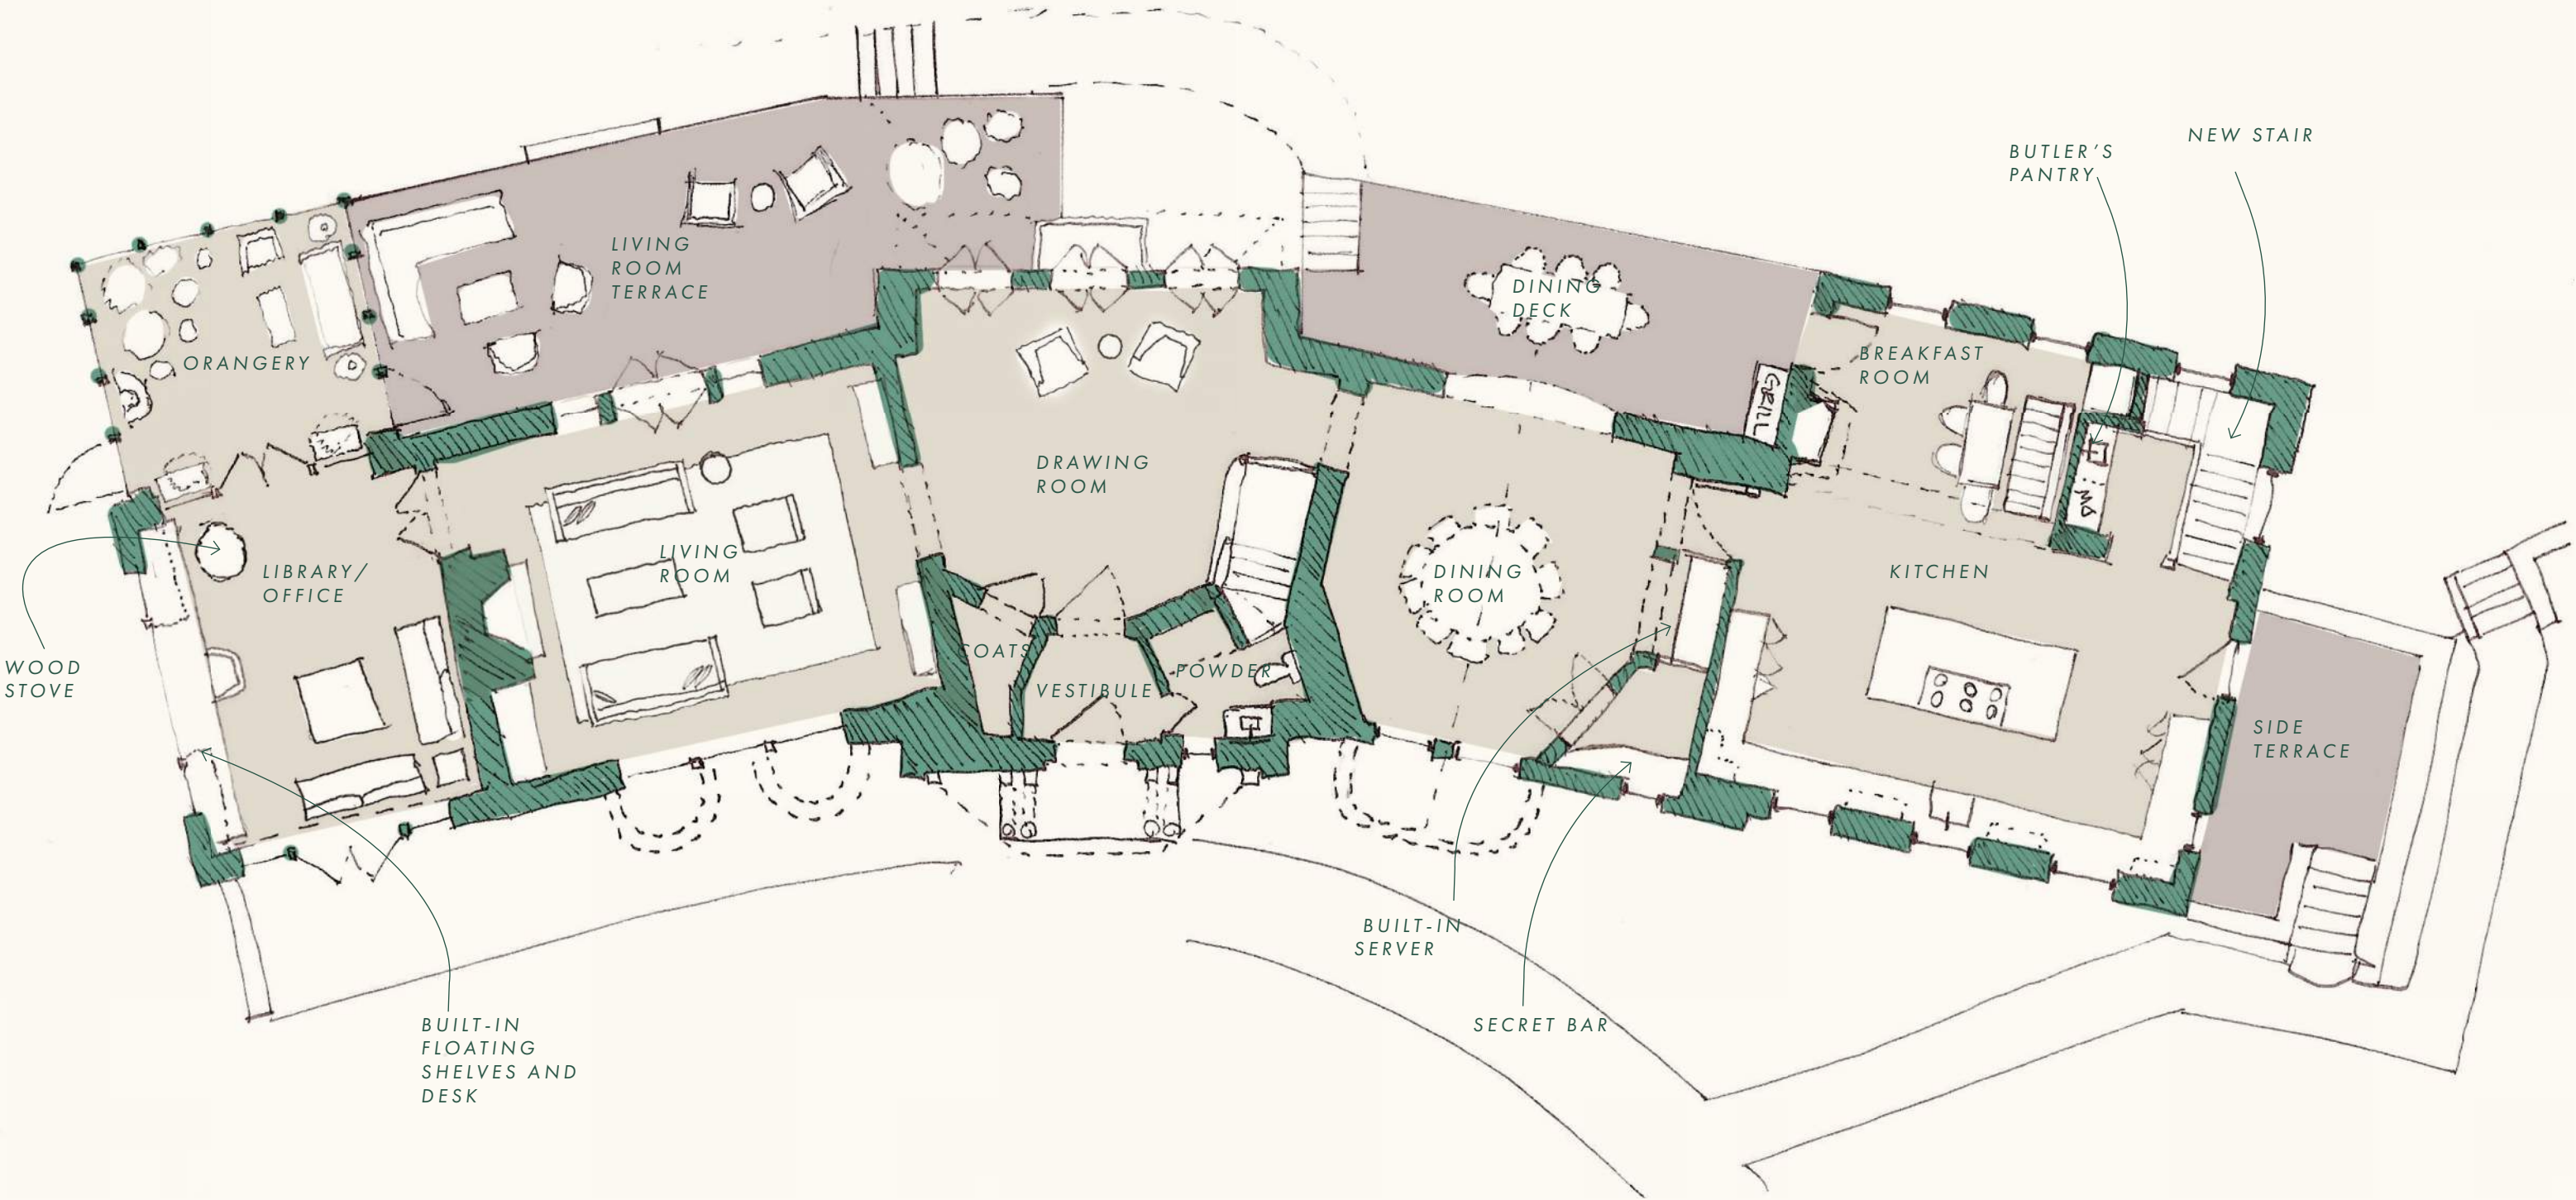 NEW STAIR
BUTLER'S
PANTRY
LIVING
ROOM
TERRACE
DINING
DECK
ORANGERY
BREAKFAST
ROOM
GRILL
DRAWING
ROOM
LIBRARY/
OFFICE
LIVING
ROOM
DINING
ROOM
KITCHEN
COATS
VESTIBULE
POWDER
WOOD
STOVE
SIDE
TERRACE
BUILT-IN
SERVER
SECRET BAR
BUILT-IN
FLOATING
SHELVES AND
DESK